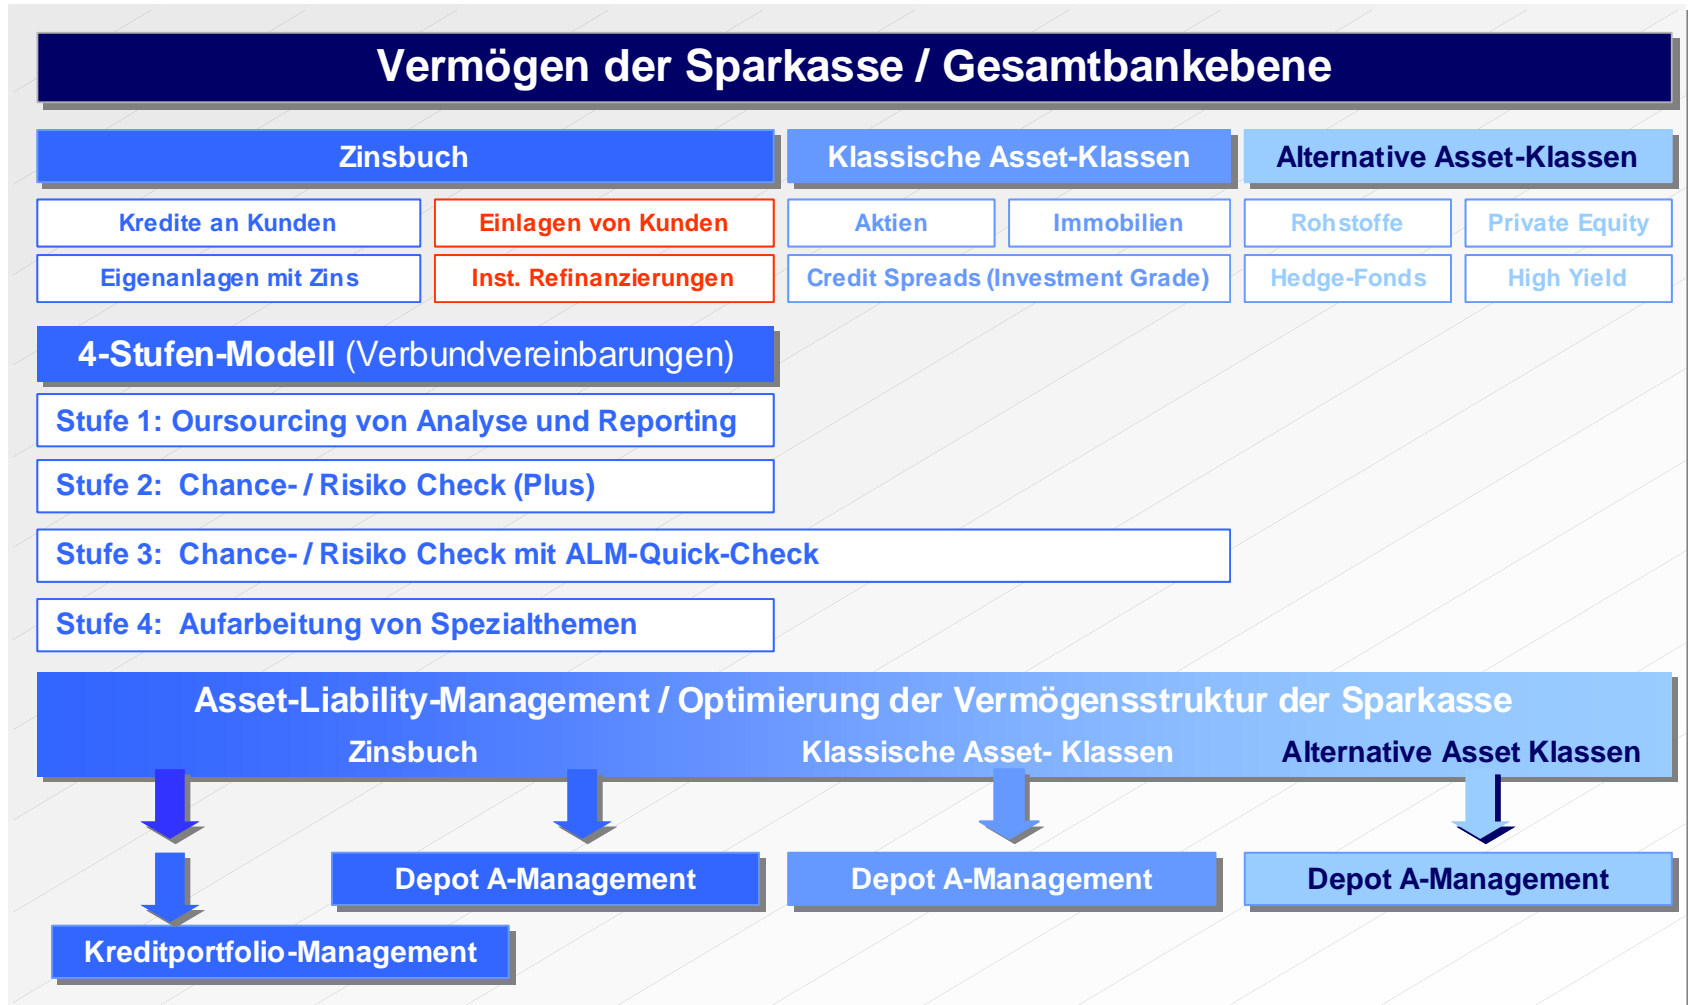 Vermögen der Sparkasse / Gesamtbankebene
Zinsbuch
Klassische Asset-Klassen
Alternative Asset-Klassen
Kredite an Kunden
Einlagen von Kunden
Aktien
Immobilien
Rohstoffe
Private Equity
Eigenanlagen mit Zins
Inst. Refinanzierungen
Credit Spreads (Investment Grade)
Hedge-Fonds
High Yield
4-Stufen-Modell (Verbundvereinbarungen)
Stufe 1: Oursourcing von Analyse und Reporting
Stufe 2: Chance- / Risiko Check (Plus)
Stufe 3: Chance- / Risiko Check mit ALM-Quick-Check
Stufe 4: Aufarbeitung von Spezialthemen
Asset-Liability-Management / Optimierung der Vermögensstruktur der Sparkasse
Zinsbuch
Klassische Asset- Klassen
Alternative Asset Klassen
Depot A-Management
Depot A-Management
Depot A-Management
Kreditportfolio-Management